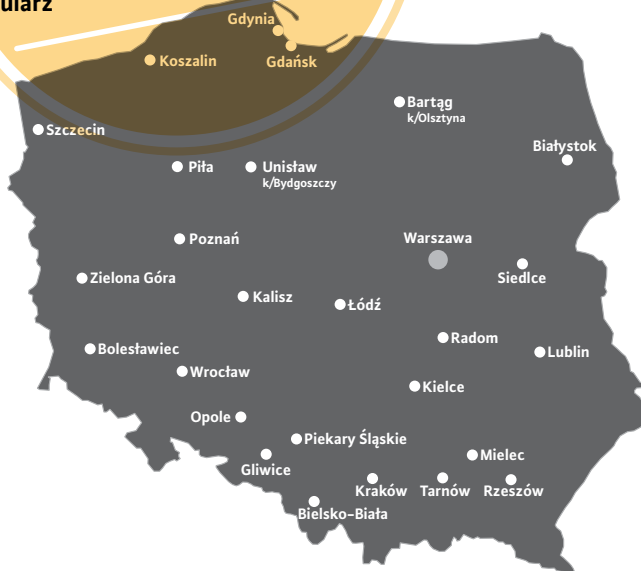 ularz
Gdynia
Koszalin
Gdańsk
Bartąg
k/Olsztyna
Szczecin
Białystok
Piła
Unisław
k/Bydgoszczy
Poznań
Warszawa
Zielona Góra
Siedlce
Kalisz
Łódź
Radom
Bolesławiec
Lublin
Wrocław
Kielce
Opole
Piekary Śląskie
Gliwice
Mielec
Kraków
Tarnów
Rzeszów
Bielsko-Biała